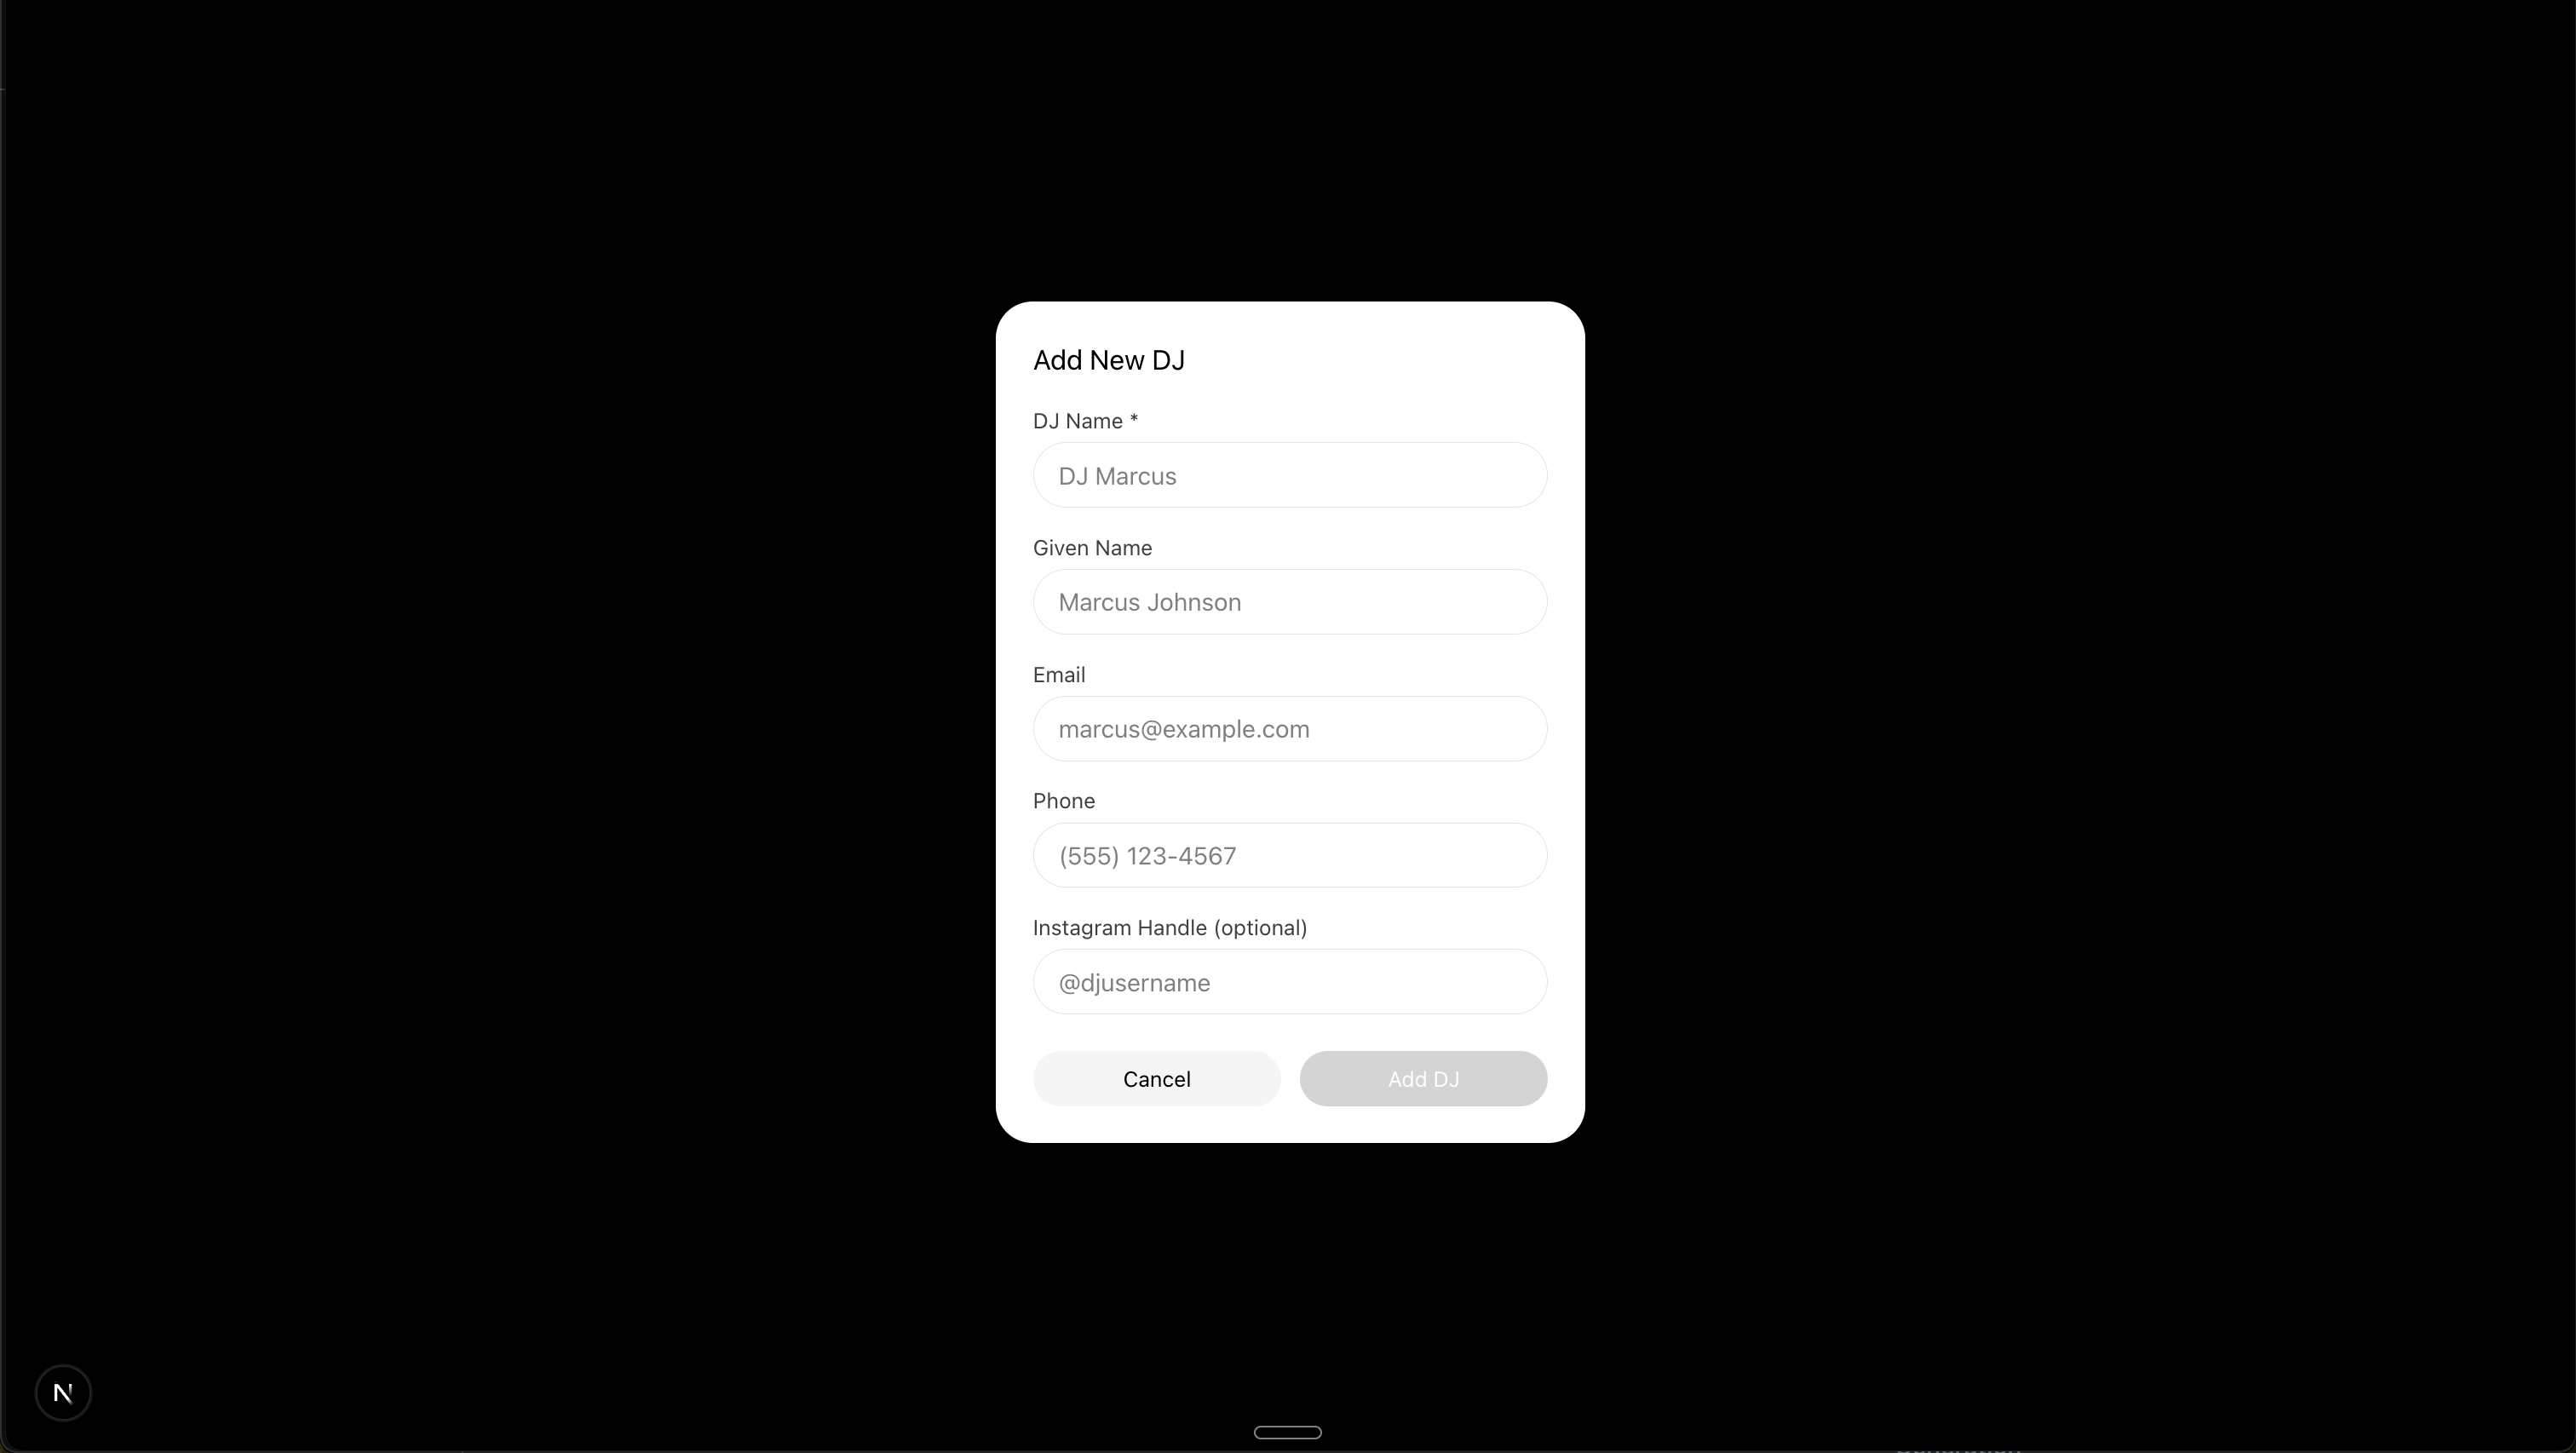 Add New DJ
DJ Name *
DJ Marcus
Given Name
Marcus Johnson
Email
marcus@example.com
Phone
(555) 123-4567
Instagram Handle (optional)
@djusername
Cancel Add DJ
N